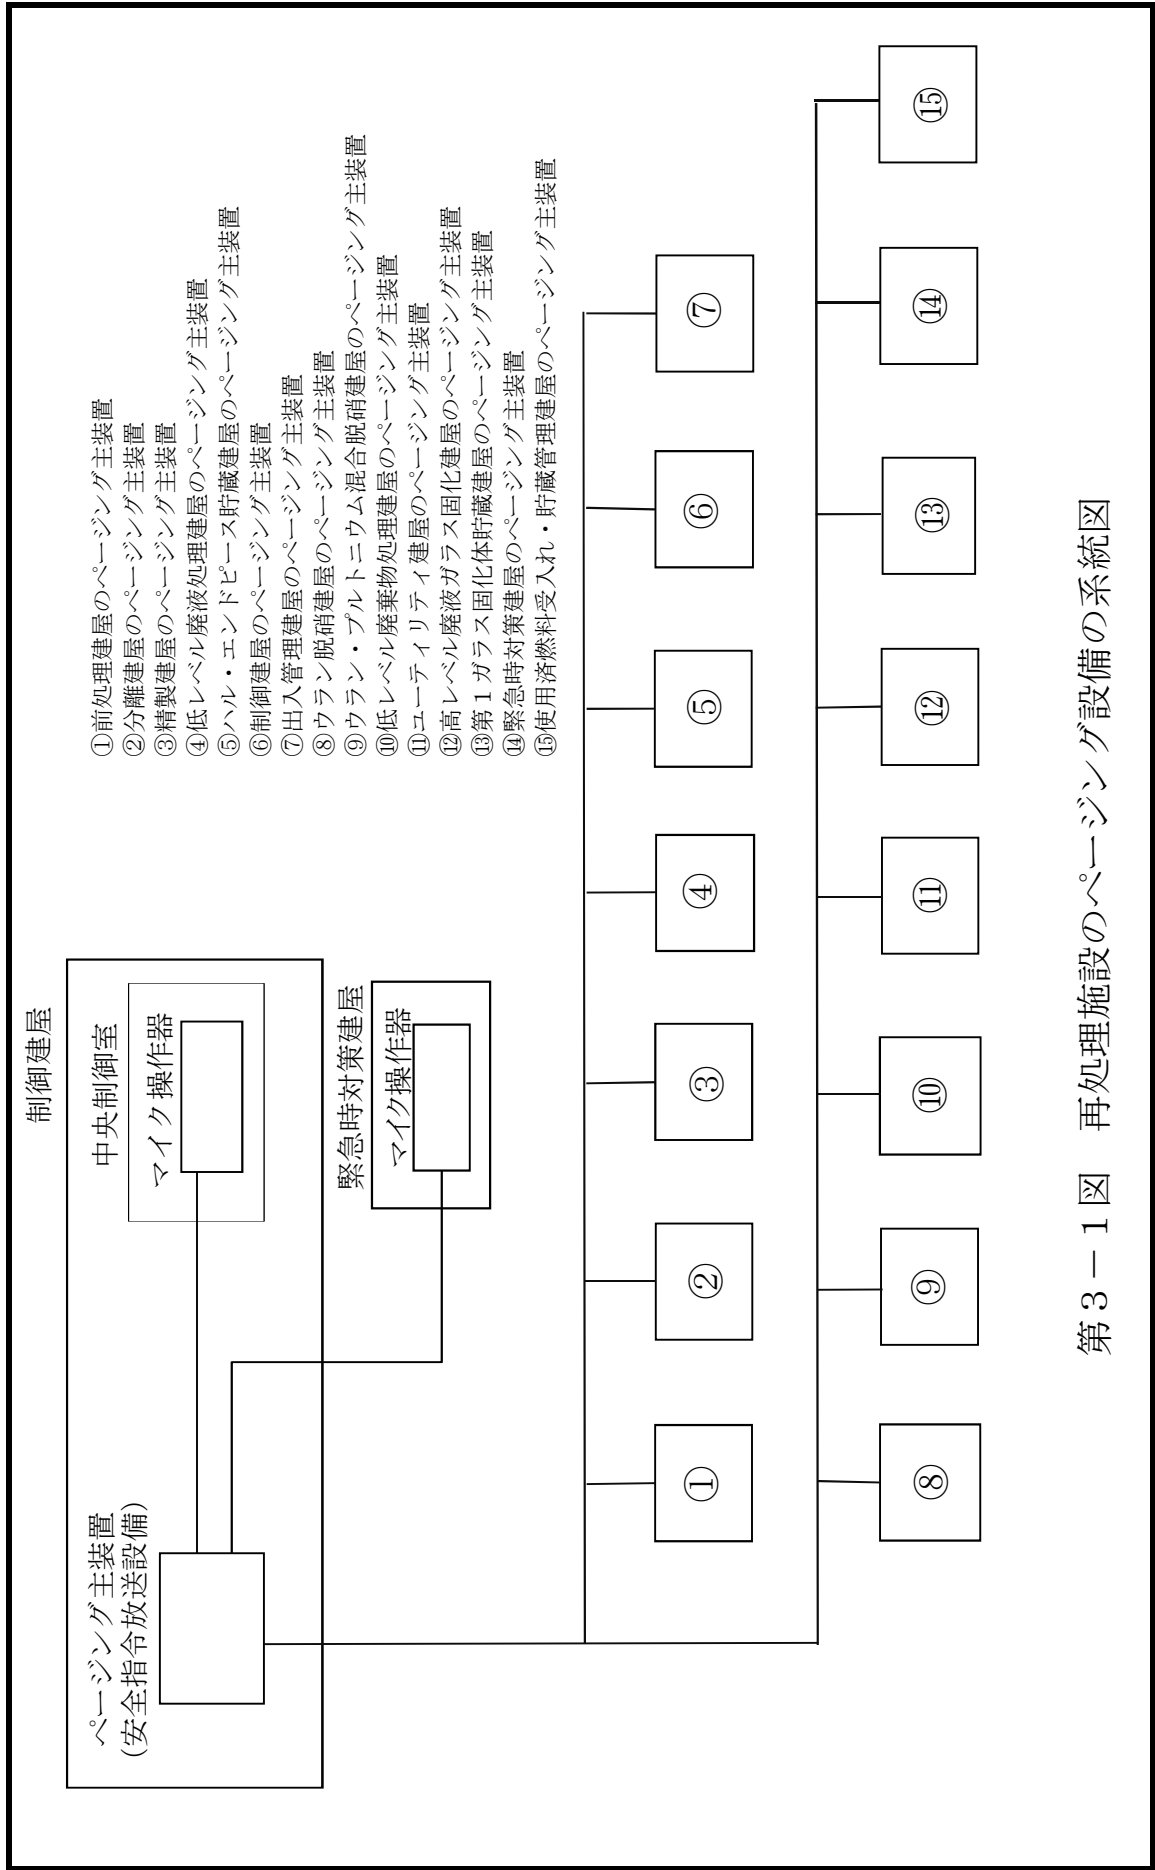 制御建屋
ページング主装置
(安全指令放送設備)
中央制御室
マイク操作器
緊急時対策建屋
マイク操作器
①前処理建屋のページング主装置
②分離建屋のページング主装置
③精製建屋のページング主装置
④低レベル廃液処理建屋のページング主装置
⑤ハル・エンドピース貯蔵建屋のページング主装置
⑥制御建屋のページング主装置
⑦出入管理建屋のページング主装置
⑧ウラン脱硝建屋のページング主装置
⑨ウラン・プルトニウム混合脱硝建屋のページング主装置
⑩低レベル廃棄物処理建屋のページング主装置
⑪ユーティリティ建屋のページング主装置
⑫高レベル廃液ガラス固化建屋のページング主装置
⑬第1ガラス固化体貯蔵建屋のページング主装置
⑭緊急時対策建屋のページング主装置
⑮使用済燃料受入れ・貯蔵管理建屋のページング主装置
① ② ③ ④ ⑤ ⑥ ⑦
⑧ ⑨ ⑩ ⑪ ⑫ ⑬ ⑭ ⑮
第3-1図 再処理施設のページング設備の系統図